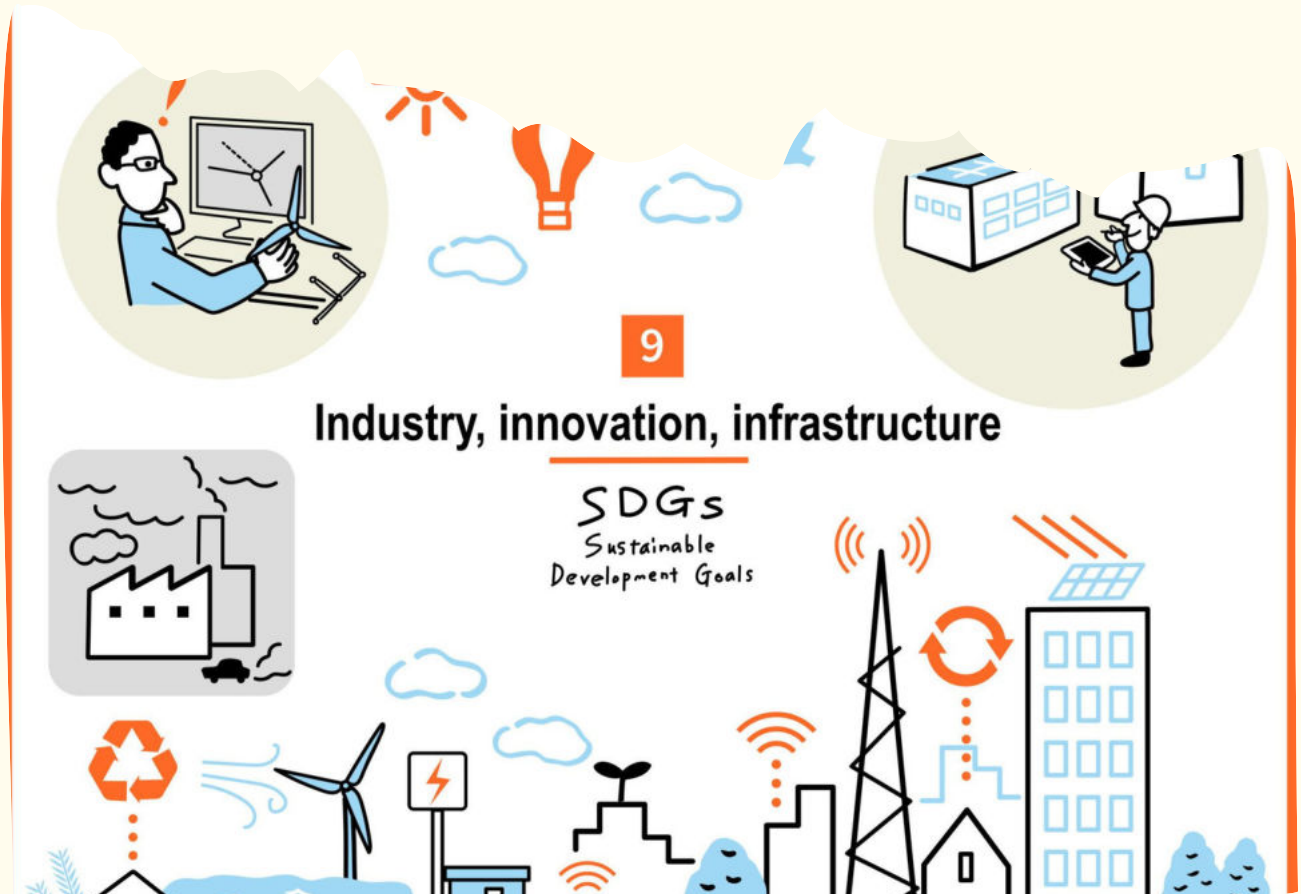 9
Industry, innovation, infrastructure
SDGs
Sustainable
Development Goals